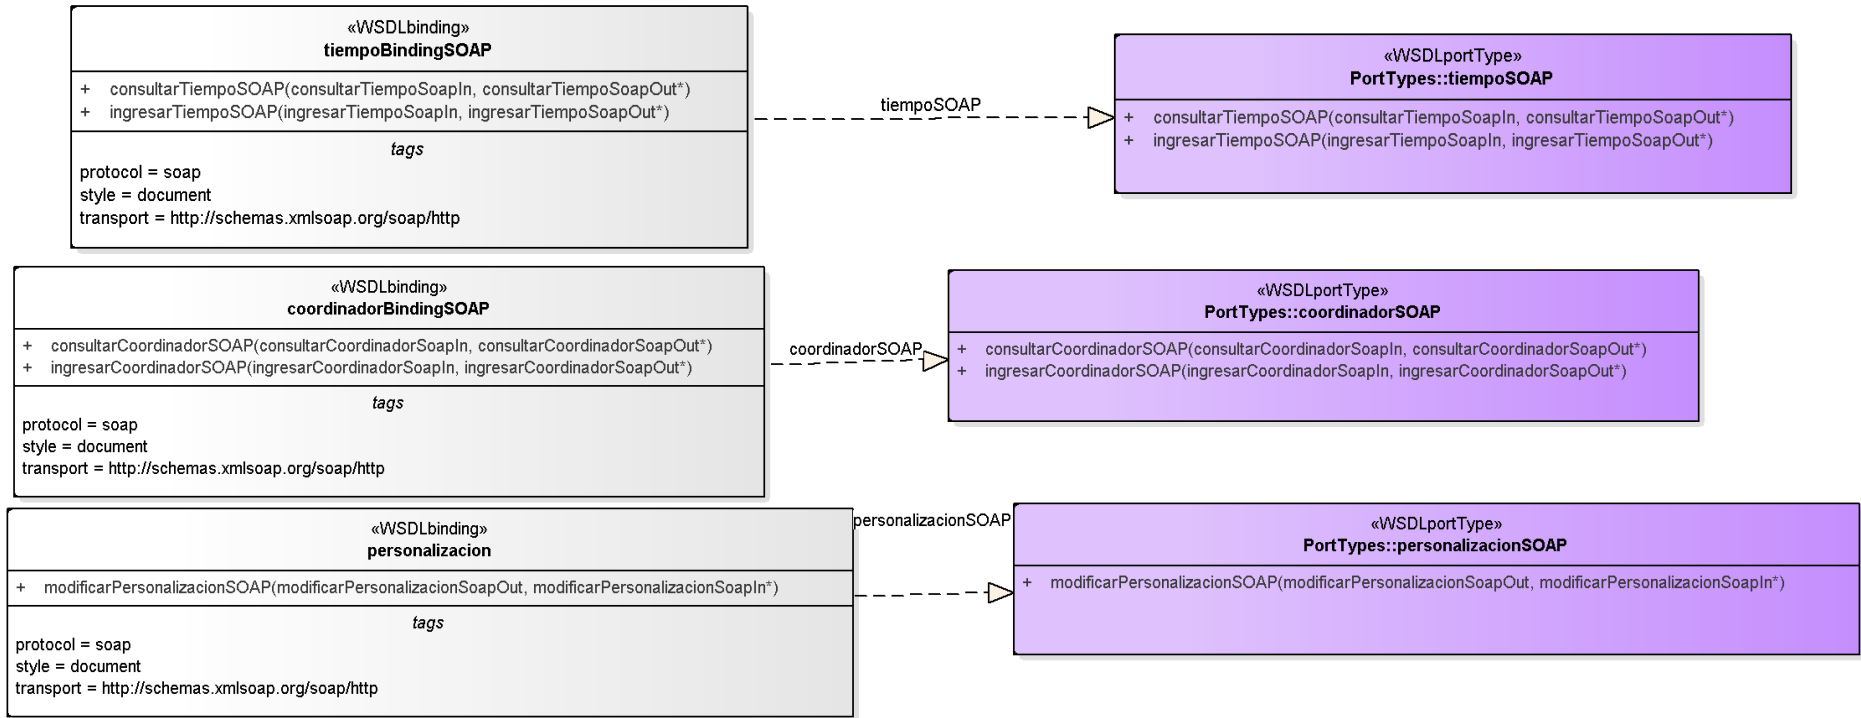 «WSDLbinding»
tiempoBindingSOAP
+ consultarTiempoSOAP(consultarTiempoSoapIn, consultarTiempoSoapOut*)
+ ingresarTiempoSOAP(ingresarTiempoSoapIn, ingresarTiempoSoapOut*)
tags
protocol = soap
style = document
transport = http://schemas.xmlsoap.org/soap/http
tiempoSOAP
«WSDLportType»
PortTypes::tiempoSOAP
+ consultarTiempoSOAP(consultarTiempoSoapIn, consultarTiempoSoapOut*)
+ ingresarTiempoSOAP(ingresarTiempoSoapIn, ingresarTiempoSoapOut*)
«WSDLbinding»
coordinadorBindingSOAP
+ consultarCoordinadorSOAP(consultarCoordinadorSoapIn, consultarCoordinadorSoapOut*)
+ ingresarCoordinadorSOAP(ingresarCoordinadorSoapIn, ingresarCoordinadorSoapOut*)
tags
protocol = soap
style = document
transport = http://schemas.xmlsoap.org/soap/http
coordinadorSOAP
«WSDLportType»
PortTypes::coordinadorSOAP
+ consultarCoordinadorSOAP(consultarCoordinadorSoapIn, consultarCoordinadorSoapOut*)
+ ingresarCoordinadorSOAP(ingresarCoordinadorSoapIn, ingresarCoordinadorSoapOut*)
«WSDLbinding»
personalizacion
+ modificarPersonalizacionSOAP(modificarPersonalizacionSoapOut, modificarPersonalizacionSoapIn*)
tags
protocol = soap
style = document
transport = http://schemas.xmlsoap.org/soap/http
personalizacionSOAP
«WSDLportType»
PortTypes::personalizacionSOAP
+ modificarPersonalizacionSOAP(modificarPersonalizacionSoapOut, modificarPersonalizacionSoapIn*)